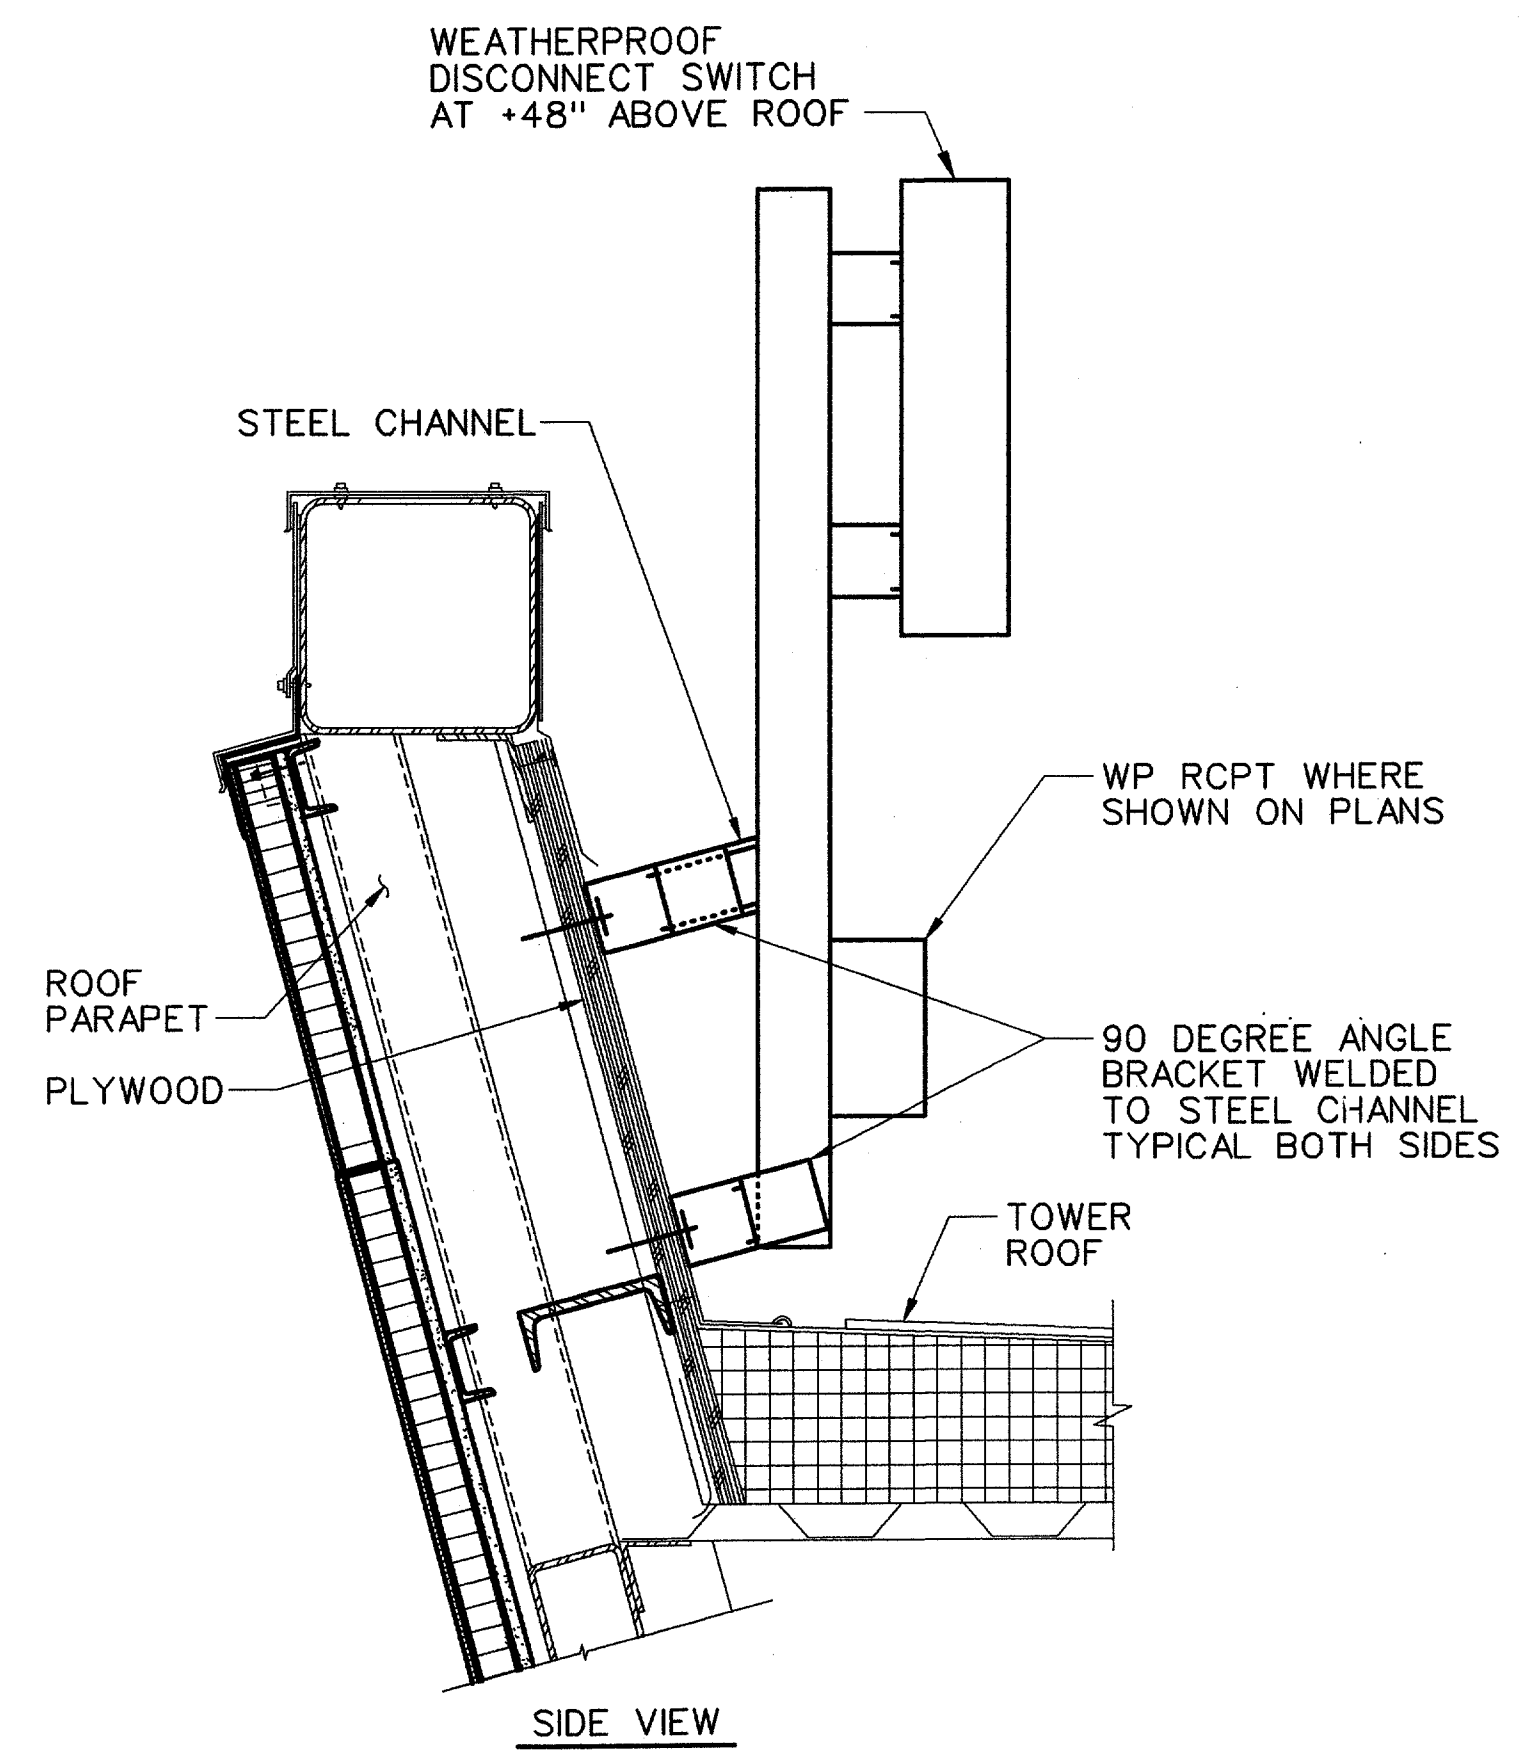 WEATHERPROOF
DISCONNECT SWITCH
AT +48" ABOVE ROOF
STEEL CHANNEL
WP RCPT WHERE
SHOWN ON PLANS
ROOF
PARAPET
PLYWOOD
90 DEGREE ANGLE
BRACKET WELDED
TO STEEL CHANNEL
TYPICAL BOTH SIDES
TOWER
ROOF
SIDE VIEW